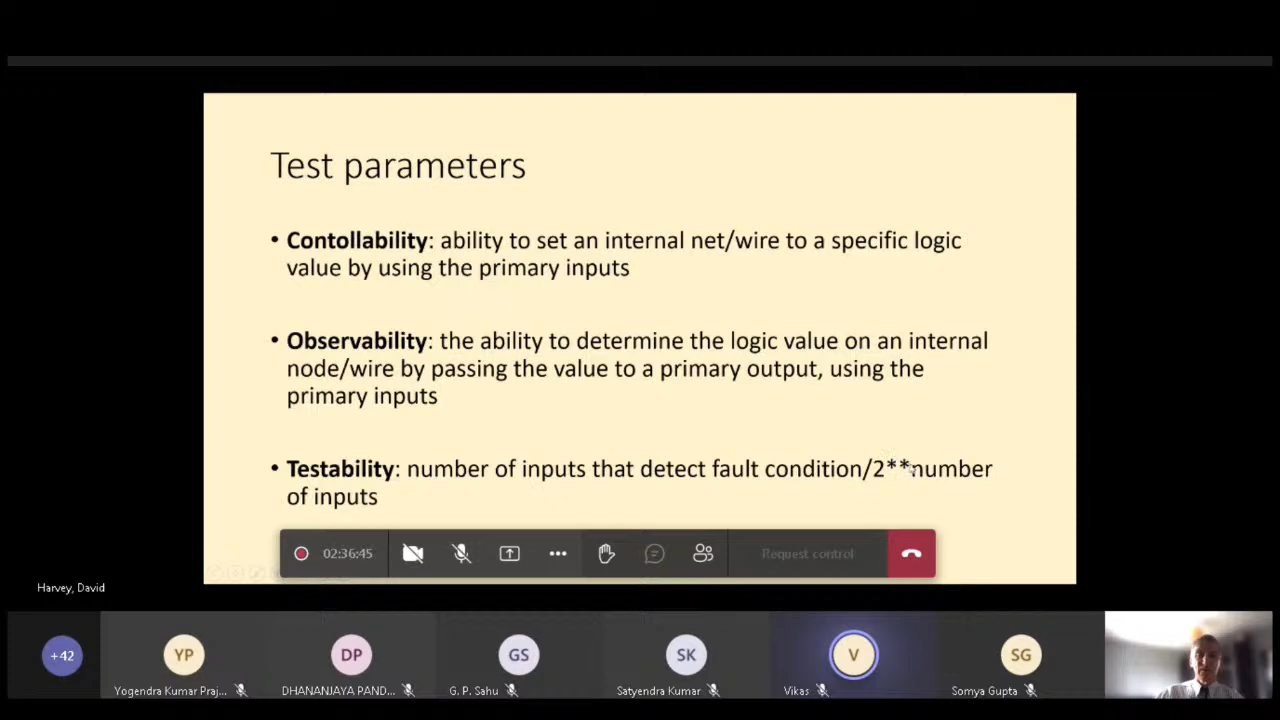 Test parameters
• Contollability: ability to set an internal net/wire to a specific logic
value by using the primary inputs
• Observability: the ability to determine the logic value on an internal
node/wire by passing the value to a primary output, using the
primary inputs
• Testability: number of inputs that detect fault condition/2**number
of inputs
02:36:45
Request control
Harvey, David
+42
YP
DP
GS
SK
V
SG
Yogendra Kumar Praj...
DHANANJAYA PAND...
G. P. Sahu
Satyendra Kumar
Vikas
Somya Gupta